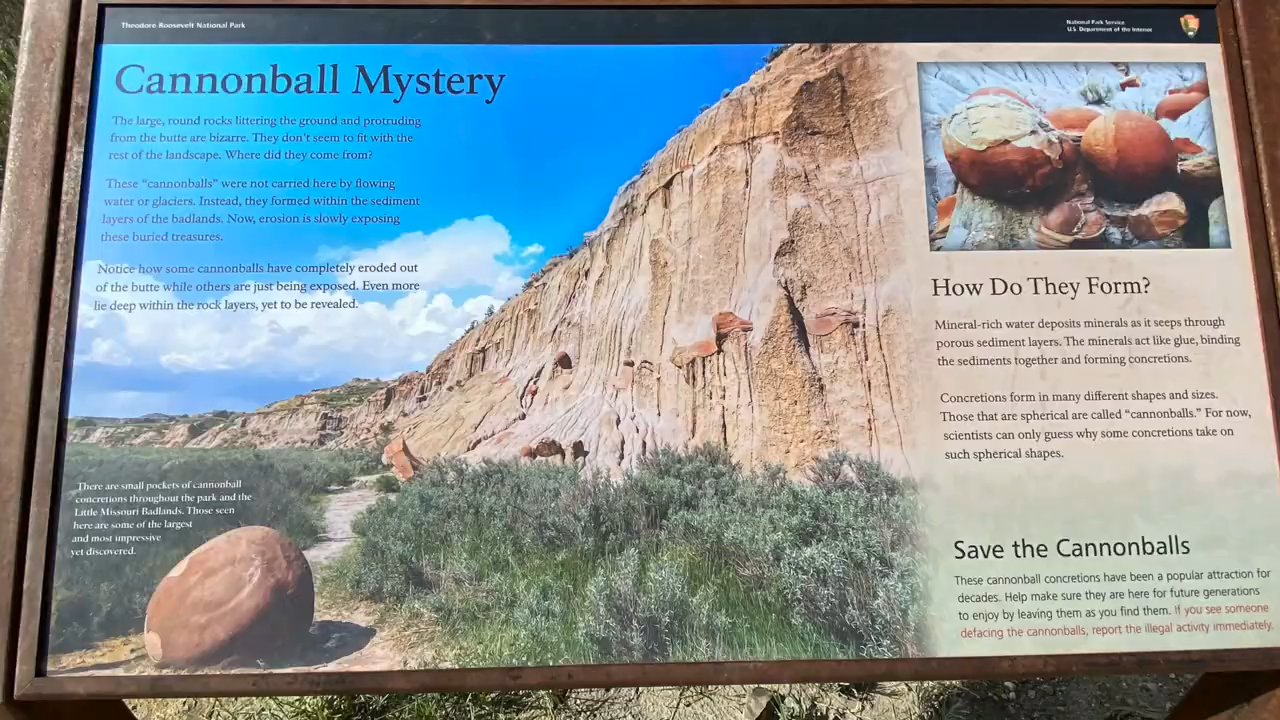 Theodore Roosevelt National Park
National Park Service
U.S. Department of the Interior
Cannonball Mystery
The large, round rocks littering the ground and protruding
from the butte are bizarre. They don't seem to fit with the
rest of the landscape. Where did they come from?
These “cannonballs” were not carried here by flowing
water or glaciers. Instead, they formed within the sediment
layers of the badlands. Now, erosion is slowly exposing
these buried treasures.
Notice how some cannonballs have completely eroded out
of the butte while others are just being exposed. Even more
lie deep within the rock layers, yet to be revealed.
There are small pockets of cannonball
concretions throughout the park and the
Little Missouri Badlands. Those seen
here are some of the largest
and most impressive
yet discovered.
How Do They Form?
Mineral-rich water deposits minerals as it seeps through
porous sediment layers. The minerals act like glue, binding
the sediments together and forming concretions.
Concretions form in many different shapes and sizes.
Those that are spherical are called “cannonballs.” For now,
scientists can only guess why some concretions take on
such spherical shapes.
Save the Cannonballs
These cannonball concretions have been a popular attraction for
decades. Help make sure they are here for future generations
to enjoy by leaving them as you find them. If you see someone
defacing the cannonballs, report the illegal activity immediately.